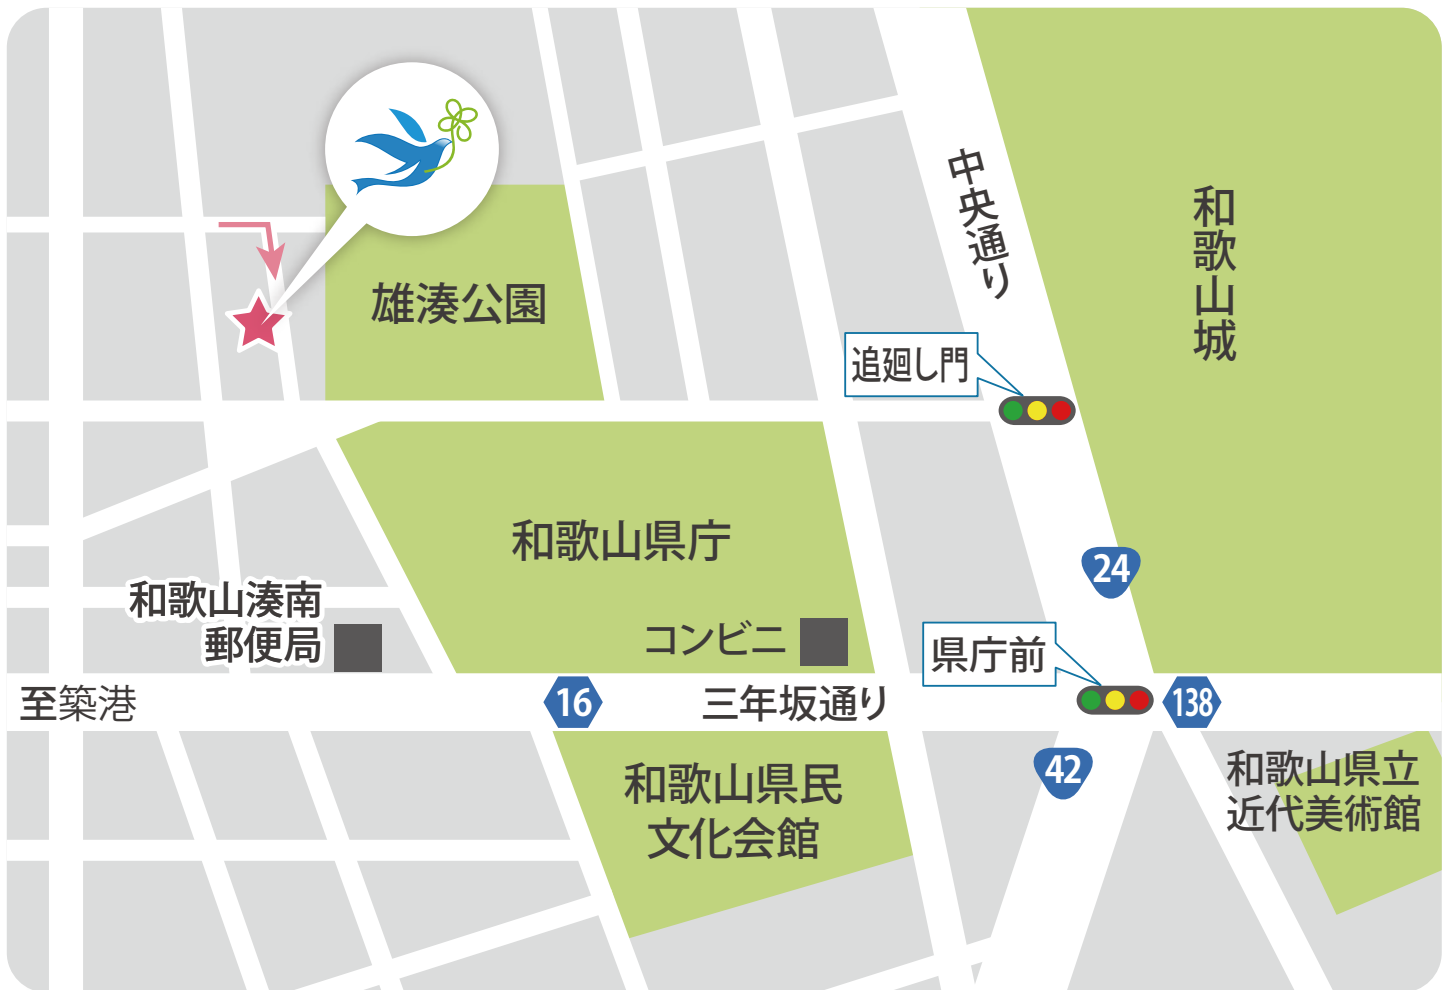 中央通り
和歌山城
雄湊公園
追廻し門
和歌山県庁
24
和歌山湊南
郵便局
コンビニ
県庁前
至築港
16
三年坂通り
138
42
和歌山県民
文化会館
和歌山県立
近代美術館